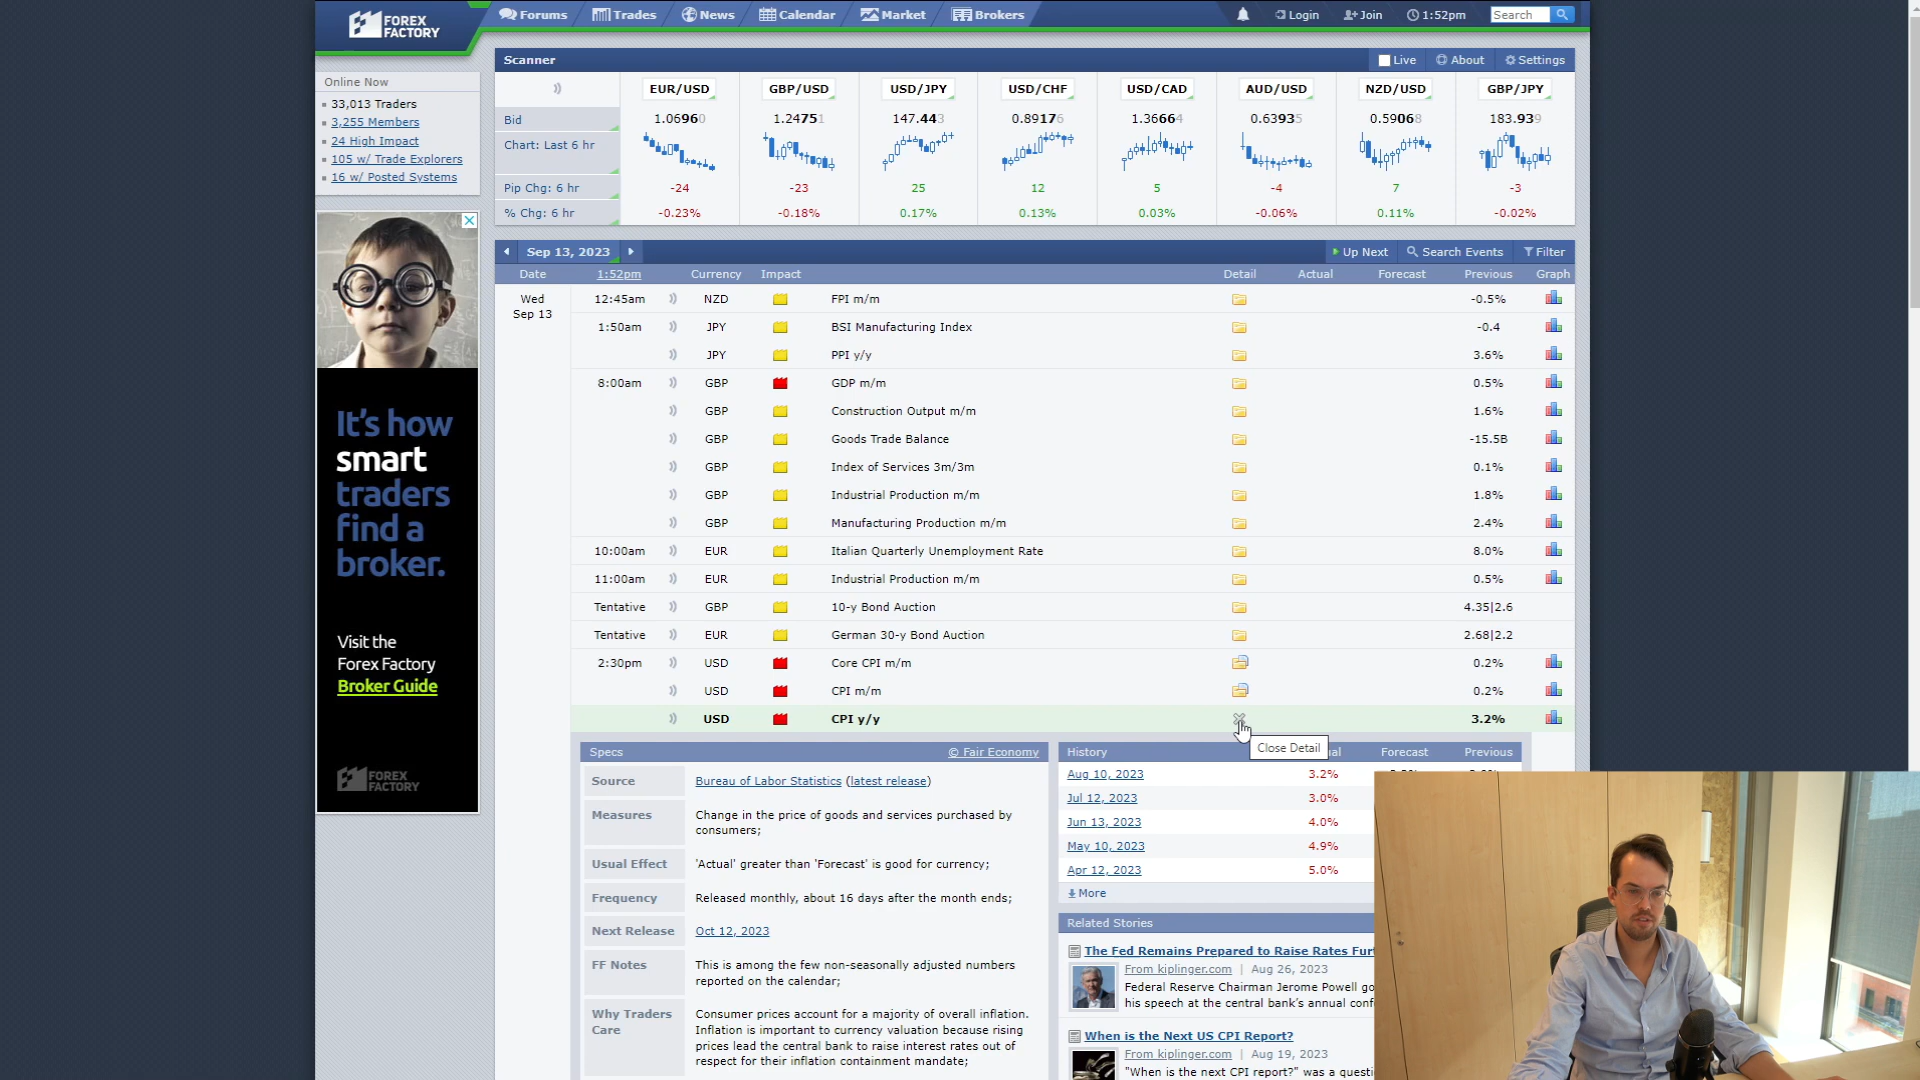 FOREX
FACTORY
Forums
Trades
News
Calendar
Market
Brokers
Login
Join
1:52pm
Search
Online Now
33,013 Traders
3,255 Members
24 High Impact
105 w/ Trade Explorers
16 w/ Posted Systems
It's how
smart
traders
find a
broker.
Visit the
Forex Factory
Broker Guide
FOREX
FACTORY
Scanner
Live
About
Settings
EUR/USD GBP/USD USD/JPY USD/CHF USD/CAD AUD/USD NZD/USD GBP/JPY
Bid 1.06960 1.24751 147.443 0.89176 1.36664 0.63935 0.59068 183.939
Chart: Last 6 hr
Pip Chg: 6 hr -24 -23 25 12 5 -4 7 -3
% Chg: 6 hr -0.23% -0.18% 0.17% 0.13% 0.03% -0.06% 0.11% -0.02%
Sep 13, 2023
Up Next
Search Events
Filter
Date 1:52pm Currency Impact Detail Actual Forecast Previous Graph
Wed
Sep 13
12:45am NZD FPI m/m -0.5%
1:50am JPY BSI Manufacturing Index -0.4
JPY PPI y/y 3.6%
8:00am GBP GDP m/m 0.5%
GBP Construction Output m/m 1.6%
GBP Goods Trade Balance -15.5B
GBP Index of Services 3m/3m 0.1%
GBP Industrial Production m/m 1.8%
GBP Manufacturing Production m/m 2.4%
10:00am EUR Italian Quarterly Unemployment Rate 8.0%
11:00am EUR Industrial Production m/m 0.5%
Tentative GBP 10-y Bond Auction 4.35|2.6
Tentative EUR German 30-y Bond Auction 2.68|2.2
2:30pm USD Core CPI m/m 0.2%
USD CPI m/m 0.2%
USD CPI y/y 3.2%
Close Detail
Specs © Fair Economy
Source Bureau of Labor Statistics (latest release)
Measures Change in the price of goods and services purchased by
consumers;
Usual Effect 'Actual' greater than 'Forecast' is good for currency;
Frequency Released monthly, about 16 days after the month ends;
Next Release Oct 12, 2023
FF Notes This is among the few non-seasonally adjusted numbers
reported on the calendar;
Why Traders
Care
Consumer prices account for a majority of overall inflation.
Inflation is important to currency valuation because rising
prices lead the central bank to raise interest rates out of
respect for their inflation containment mandate;
History Forecast Previous
Aug 10, 2023 3.2%
Jul 12, 2023 3.0%
Jun 13, 2023 4.0%
May 10, 2023 4.9%
Apr 12, 2023 5.0%
More
Related Stories
The Fed Remains Prepared to Raise Rates Fur
From kiplinger.com | Aug 26, 2023
Federal Reserve Chairman Jerome Powell go
his speech at the central bank's annual conf
When is the Next US CPI Report?
From kiplinger.com | Aug 19, 2023
"When is the next CPI report?" was a questi